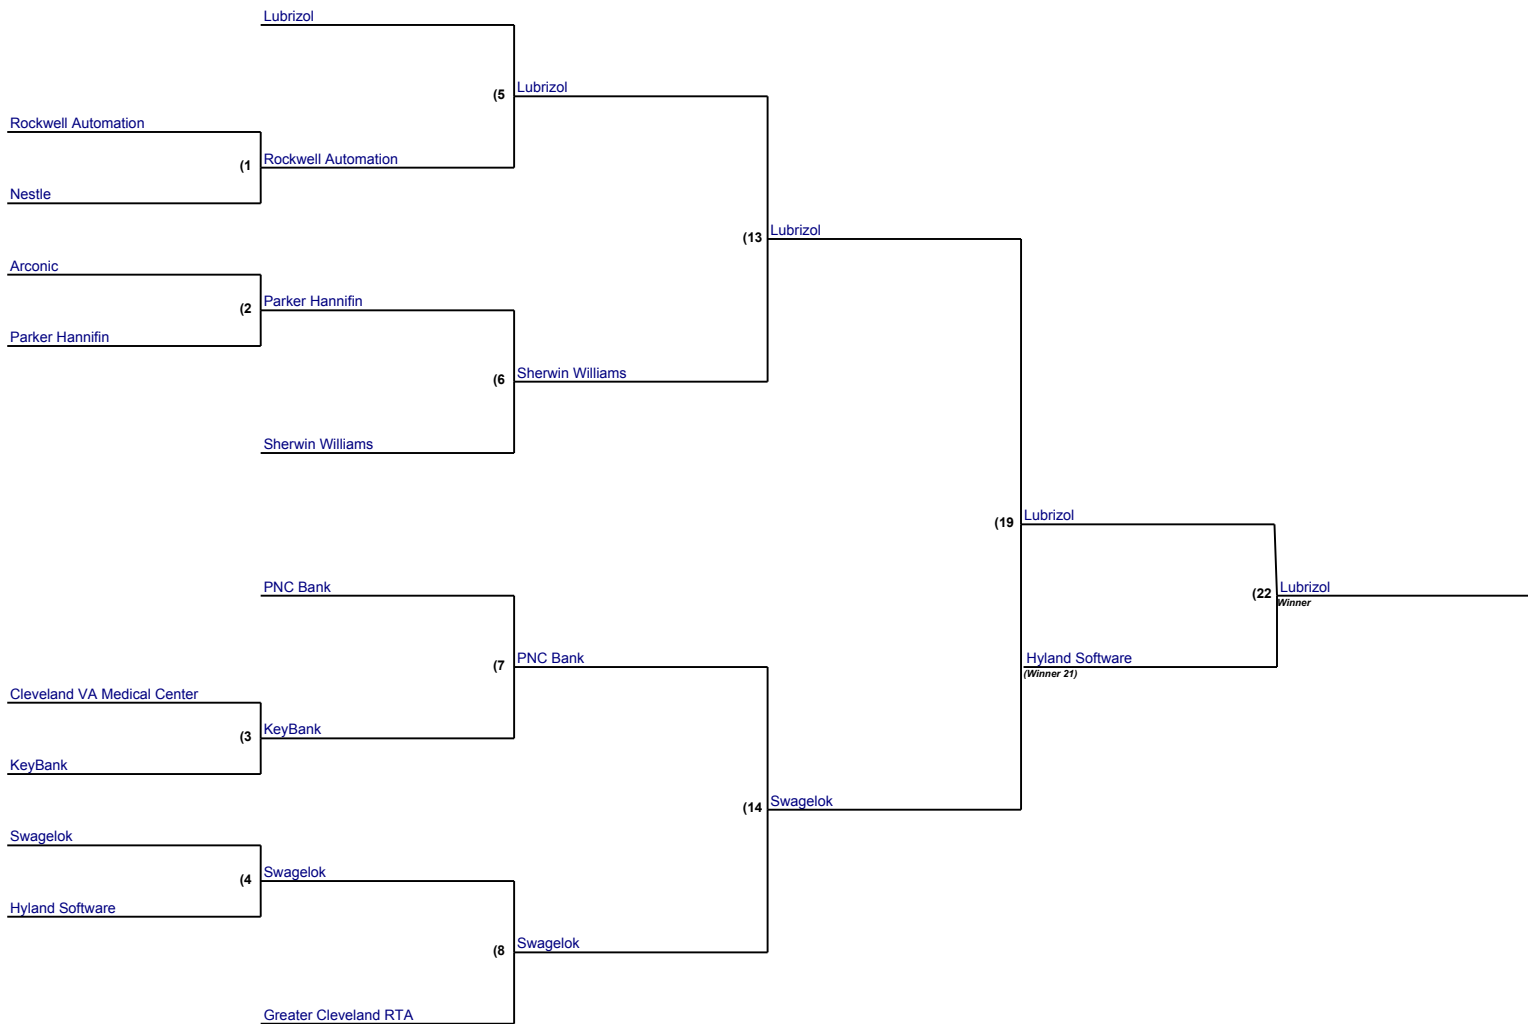 Lubrizol
(5
Lubrizol
Rockwell Automation
(1
Rockwell Automation
Nestle
(13
Lubrizol
Arconic
(2
Parker Hannifin
Parker Hannifin
(6
Sherwin Williams
Sherwin Williams
(19
Lubrizol
PNC Bank
(22
Lubrizol
Winner
(7
PNC Bank
Hyland Software
(Winner 21)
Cleveland VA Medical Center
(3
KeyBank
KeyBank
(14
Swagelok
Swagelok
(4
Swagelok
Hyland Software
(8
Swagelok
Greater Cleveland RTA